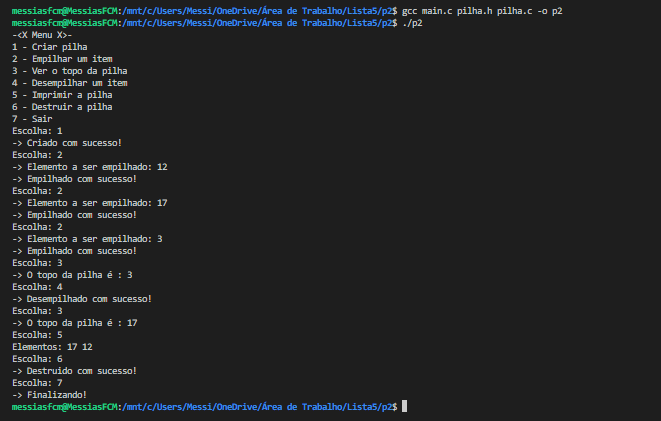 messiasfcm@MessiasFCM:/mnt/c/Users/Messi/OneDrive/Área de Trabalho/Lista5/p2$ gcc main.c pilha.h pilha.c -o p2
messiasfcm@MessiasFCM:/mnt/c/Users/Messi/OneDrive/Área de Trabalho/Lista5/p2$ ./p2
-<X Menu X>-
1 - Criar pilha
2 - Empilhar um item
3 - Ver o topo da pilha
4 - Desempilhar um item
5 - Imprimir a pilha
6 - Destruir a pilha
7 - Sair
Escolha: 1
-> Criado com sucesso!
Escolha: 2
-> Elemento a ser empilhado: 12
-> Empilhado com sucesso!
Escolha: 2
-> Elemento a ser empilhado: 17
-> Empilhado com sucesso!
Escolha: 2
-> Elemento a ser empilhado: 3
-> Empilhado com sucesso!
Escolha: 3
-> O topo da pilha é : 3
Escolha: 4
-> Desempilhado com sucesso!
Escolha: 3
-> O topo da pilha é : 17
Escolha: 5
Elementos: 17 12
Escolha: 6
-> Destruido com sucesso!
Escolha: 7
-> Finalizando!
messiasfcm@MessiasFCM:/mnt/c/Users/Messi/OneDrive/Área de Trabalho/Lista5/p2$